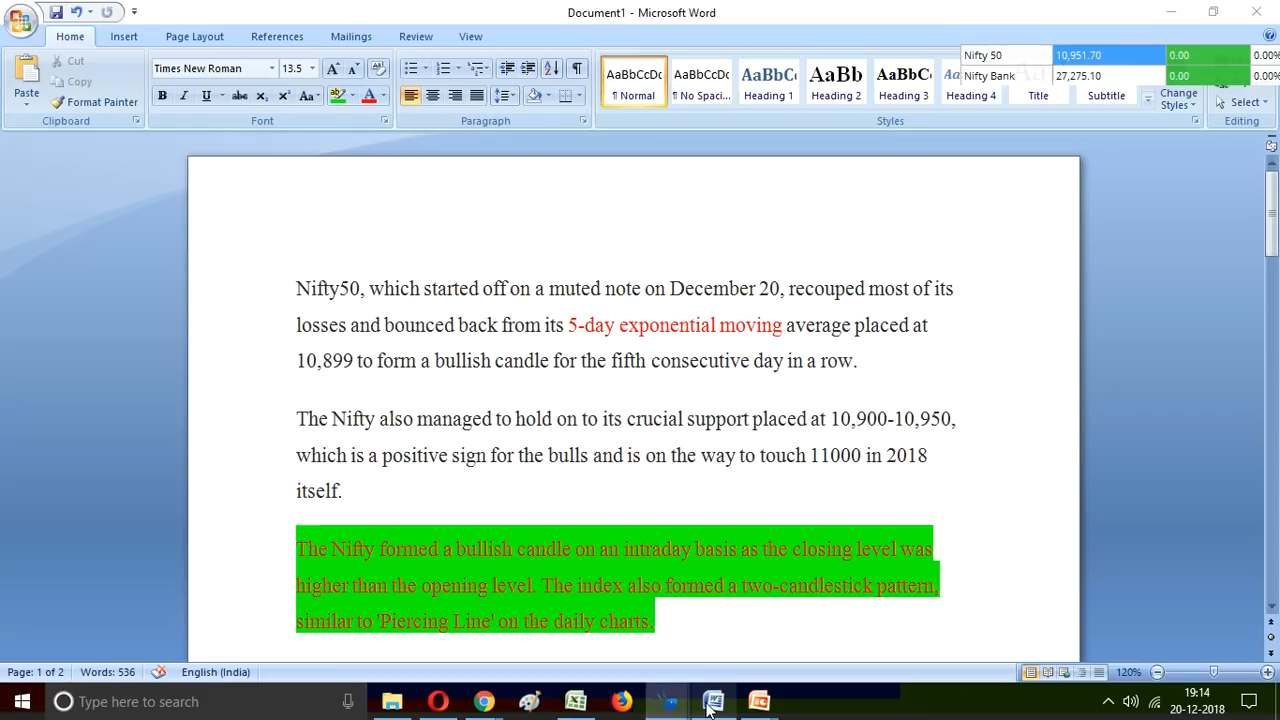 Document1 - Microsoft Word
Home Insert Page Layout References Mailings Review View
Paste
Cut
Copy
Format Painter
Clipboard
Times New Roman 13.5
Font
Paragraph
AaBbCcDc AaBbCcDc AaBbC AaBb( AaBbC
¶ Normal ¶ No Spaci... Heading 1 Heading 2 Heading 3 Heading 4 Title Subtitle
Styles
Change
Styles
Select
Editing
Nifty 50 10,951.70 0.00 0.00%
Nifty Bank 27,275.10 0.00 0.00%
Nifty50, which started off on a muted note on December 20, recouped most of its
losses and bounced back from its 5-day exponential moving average placed at
10,899 to form a bullish candle for the fifth consecutive day in a row.
The Nifty also managed to hold on to its crucial support placed at 10,900-10,950,
which is a positive sign for the bulls and is on the way to touch 11000 in 2018
itself.
The Nifty formed a bullish candle on an intraday basis as the closing level was
higher than the opening level. The index also formed a two-candlestick pattern,
similar to 'Piercing Line' on the daily charts.
Page: 1 of 2 Words: 536 English (India) 120%
Type here to search
19:14
20-12-2018